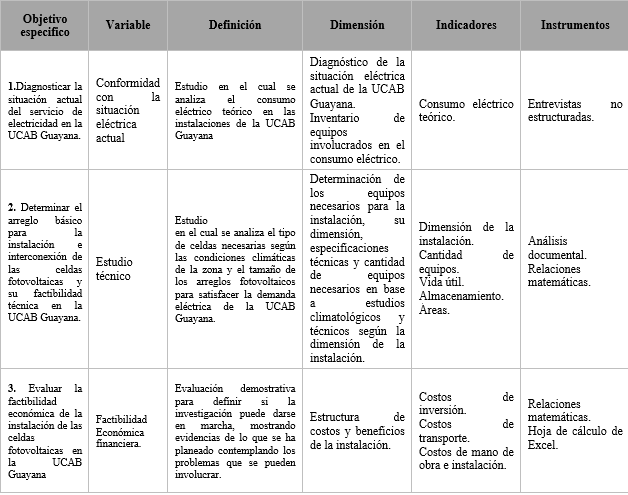 Objetivo
especifico
Variable
Definición
Dimensión
Indicadores
Instrumentos
1.Diagnosticar la
situación actual
del servicio de
electricidad en la
UCAB Guayana.
Conformidad
con la
situación
eléctrica
actual
Estudio en el cual se
analiza el consumo
eléctrico teórico en las
instalaciones de la UCAB
Guayana
Diagnóstico de la
situación eléctrica
actual de la UCAB
Guayana.
Inventario de
equipos
involucrados en el
consumo eléctrico.
Consumo eléctrico
teórico.
Entrevistas no
estructuradas.
2. Determinar el
arreglo básico
para la
instalación e
interconexión de
las celdas
fotovoltaicas y
su factibilidad
técnica en la
UCAB Guayana.
Estudio
técnico
Estudio
en el cual se analiza el tipo
de celdas necesarias según
las condiciones climáticas
de la zona y el tamaño de
los arreglos fotovoltaicos
para satisfacer la demanda
eléctrica de la UCAB
Guayana.
Determinación de
los equipos
necesarios para la
instalación, su
dimensión,
especificaciones
técnicas y cantidad
de equipos
necesarios en base
a estudios
climatológicos y
técnicos según la
dimensión de la
instalación.
Dimensión de la
instalación.
Cantidad de
equipos.
Vida útil.
Almacenamiento.
Áreas.
Análisis
documental.
Relaciones
matemáticas.
3. Evaluar la
factibilidad
económica de la
instalación de las
celdas
fotovoltaicas en
la UCAB
Guayana
Factibilidad
Económica
financiera.
Evaluación demostrativa
para definir si la
investigación puede darse
en marcha, mostrando
evidencias de lo que se ha
planeado contemplando los
problemas que se pueden
involucrar.
Estructura de
costos y beneficios
de la instalación.
Costos de
inversión.
Costos de
transporte.
Costos de mano de
obra e instalación.
Relaciones
matemáticas.
Hoja de cálculo de
Excel.